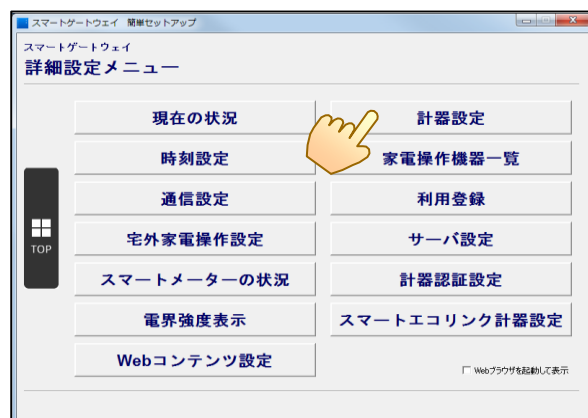 スマートゲートウェイ 簡単セットアップ
スマートゲートウェイ
詳細設定メニュー
現在の状況
計器設定
時刻設定
家電操作機器一覧
通信設定
利用登録
TOP
宅外家電操作設定
サーバ設定
スマートメーターの状況
計器認証設定
電界強度表示
スマートエコリンク計器設定
Webコンテンツ設定
Webブラウザを起動して表示